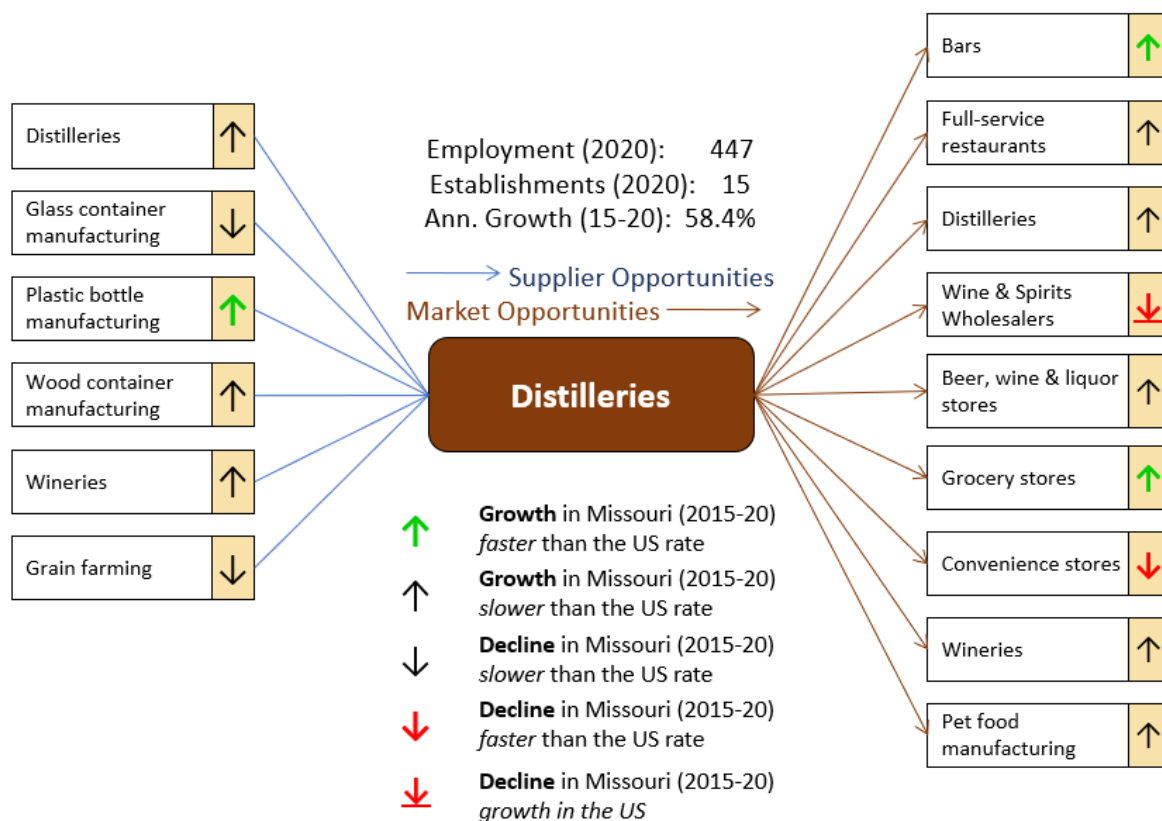 Distilleries
Glass container
manufacturing
Plastic bottle
manufacturing
Wood container
manufacturing
Wineries
Grain farming
Employment (2020): 447
Establishments (2020): 15
Ann. Growth (15-20): 58.4%
Supplier Opportunities
Market Opportunities
Distilleries
Growth in Missouri (2015-20)
faster than the US rate
Growth in Missouri (2015-20)
slower than the US rate
Decline in Missouri (2015-20)
slower than the US rate
Decline in Missouri (2015-20)
faster than the US rate
Decline in Missouri (2015-20)
growth in the US
Bars
Full-service
restaurants
Distilleries
Wine & Spirits
Wholesalers
Beer, wine & liquor
stores
Grocery stores
Convenience stores
Wineries
Pet food
manufacturing